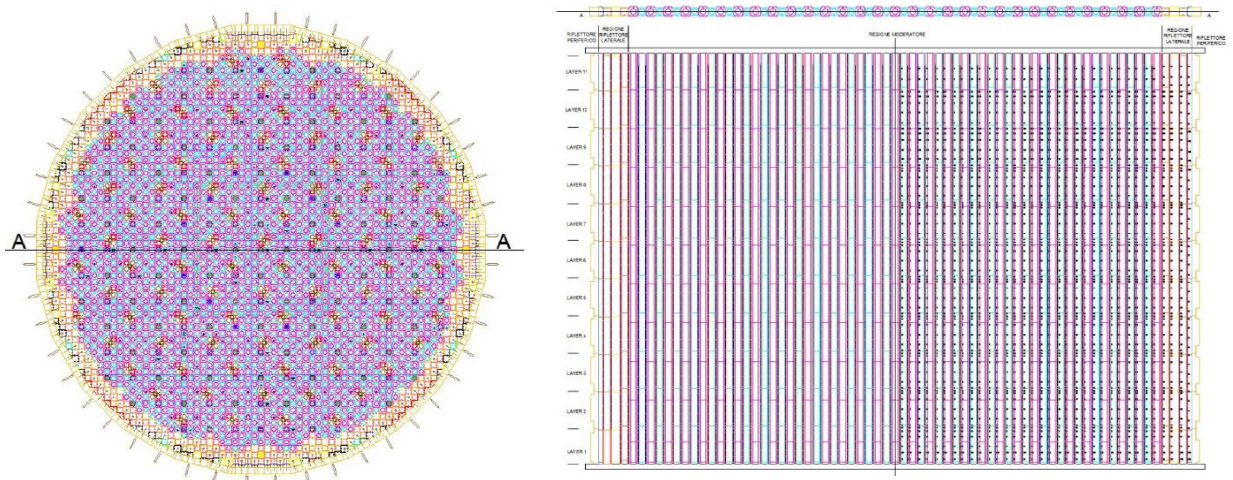 A A
A A
RIFLETTORE
PERIFERICO
REGIONE
RIFLETTORE
LATERALE
REGIONE MODERATORE
REGIONE
RIFLETTORE
LATERALE
RIFLETTORE
PERIFERICO
LAYER 11
LAYER 10
LAYER 9
LAYER 8
LAYER 7
LAYER 6
LAYER 5
LAYER 4
LAYER 3
LAYER 2
LAYER 1